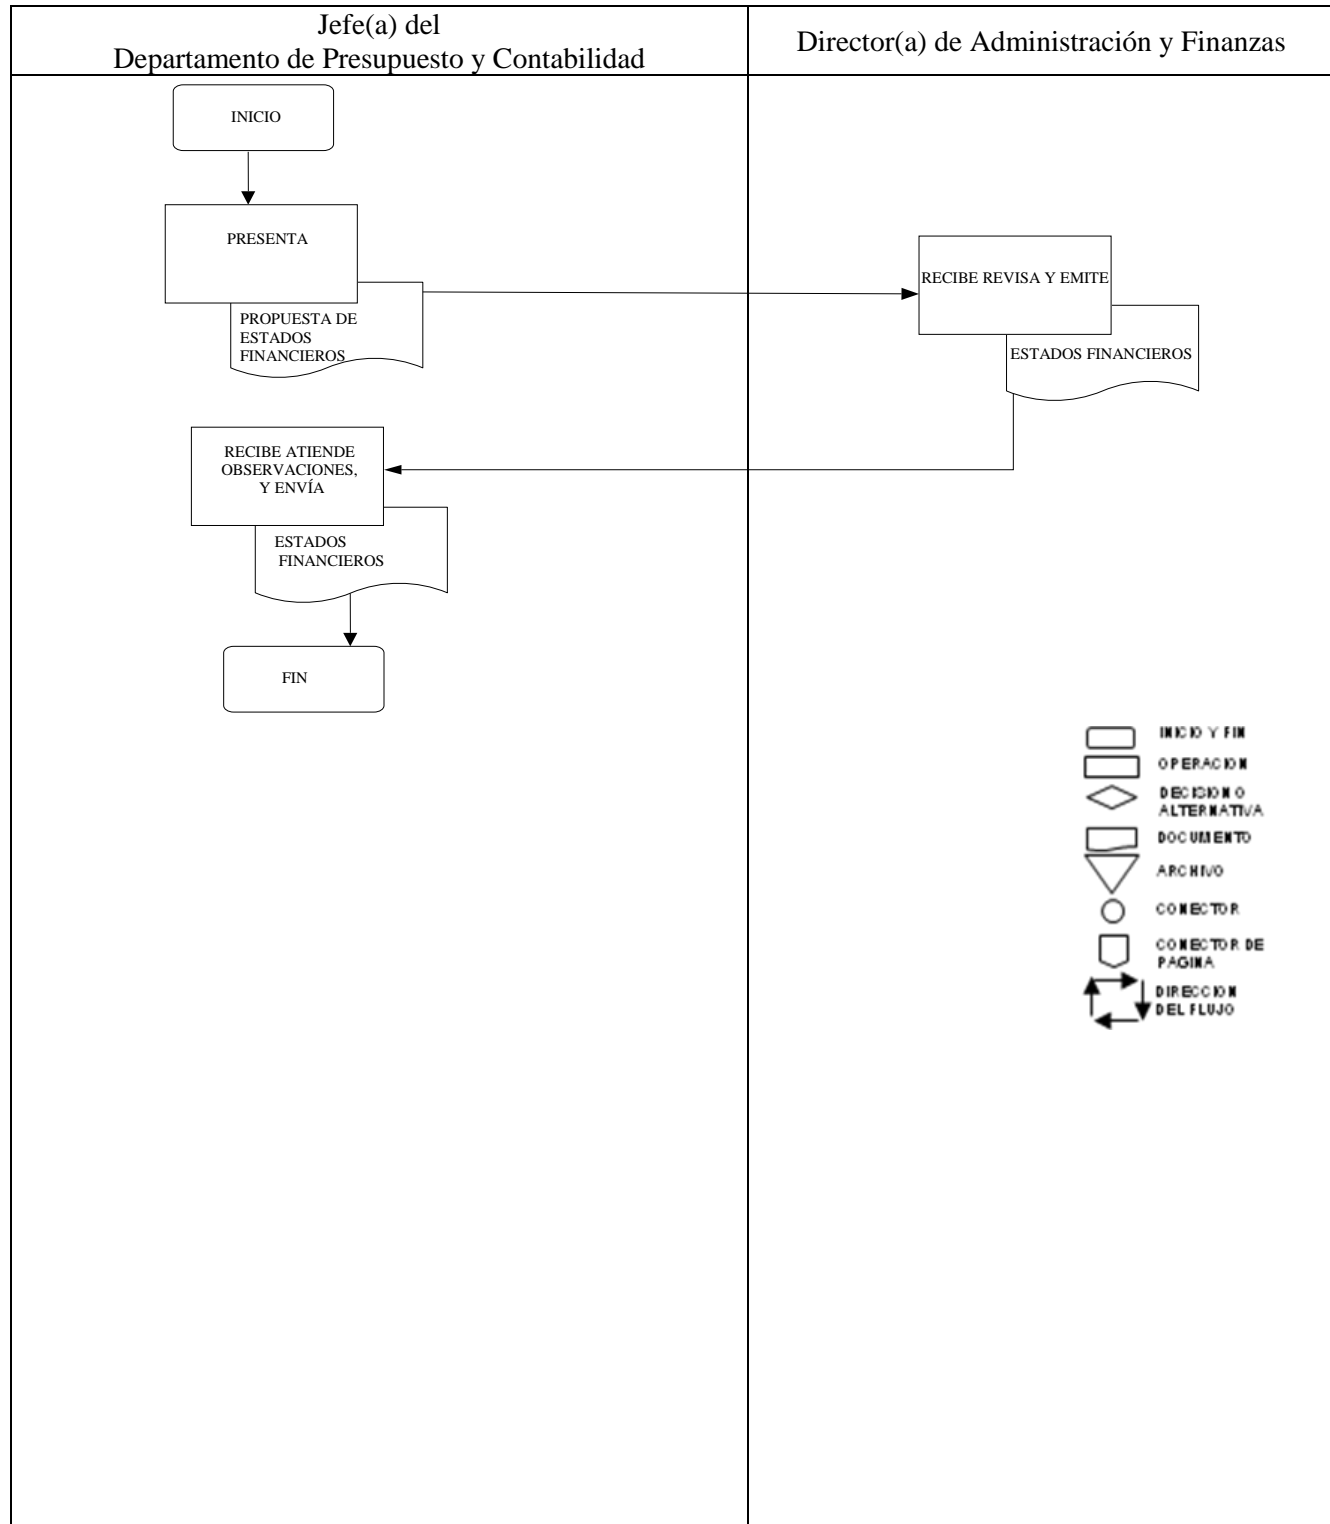 Jefe(a) del
Departamento de Presupuesto y Contabilidad
Director(a) de Administración y Finanzas
INICIO
PRESENTA
PROPUESTA DE
ESTADOS
FINANCIEROS
RECIBE REVISA Y EMITE
ESTADOS FINANCIEROS
RECIBE ATIENDE
OBSERVACIONES,
Y ENVÍA
ESTADOS
FINANCIEROS
FIN
INICIO Y FIN
OPERACION
DECISION O
ALTERNATIVA
DOCUMENTO
ARCHIVO
CONECTOR
CONECTOR DE
PAGINA
DIRECCION
DEL FLUJO